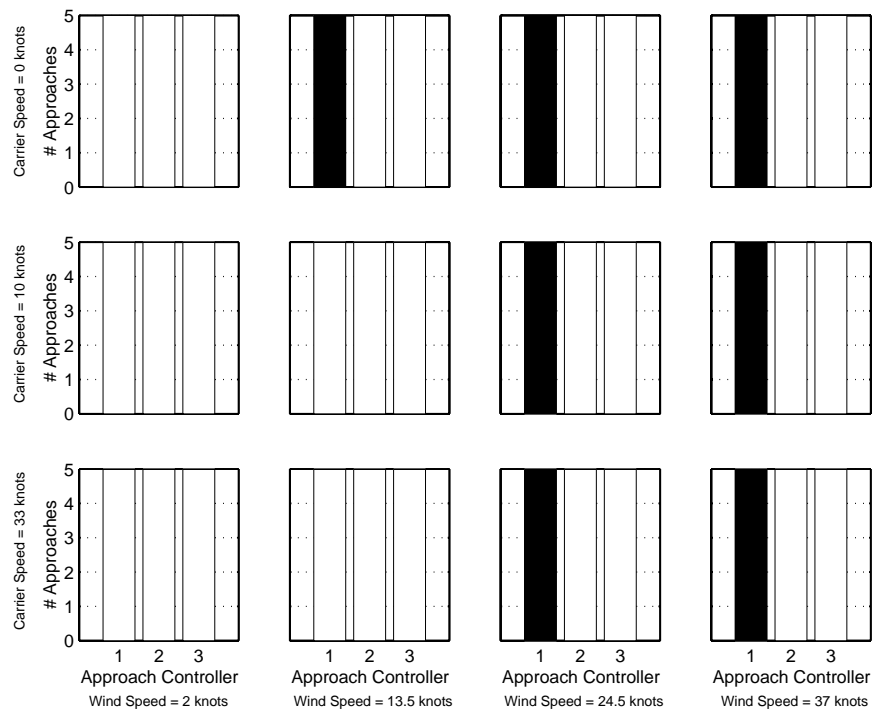 Carrier Speed = 0 knots
# Approaches
5
4
3
2
1
0
Carrier Speed = 10 knots
# Approaches
5
4
3
2
1
0
Carrier Speed = 33 knots
# Approaches
5
4
3
2
1
0
1 2 3 1 2 3 1 2 3 1 2 3
Approach Controller Approach Controller Approach Controller Approach Controller
Wind Speed = 2 knots Wind Speed = 13.5 knots Wind Speed = 24.5 knots Wind Speed = 37 knots